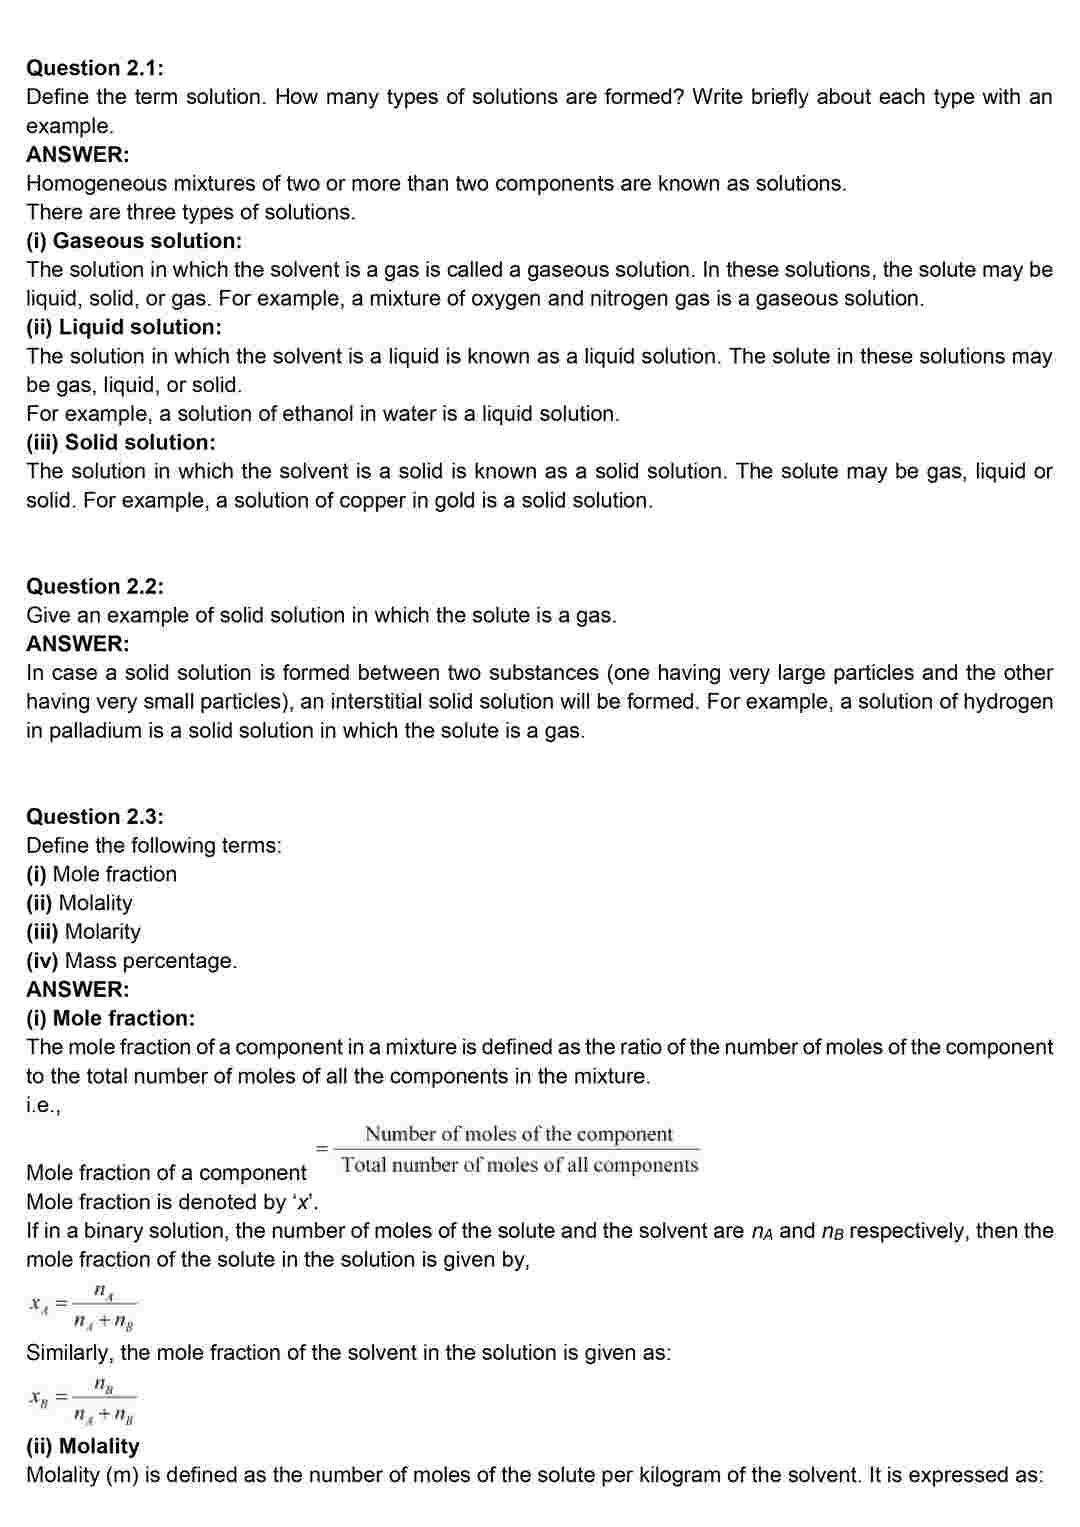 Question 2.1:
Define the term solution. How many types of solutions are formed? Write briefly about each type with an
example.
ANSWER:
Homogeneous mixtures of two or more than two components are known as solutions.
There are three types of solutions.
(i) Gaseous solution:
The solution in which the solvent is a gas is called a gaseous solution. In these solutions, the solute may be
liquid, solid, or gas. For example, a mixture of oxygen and nitrogen gas is a gaseous solution.
(ii) Liquid solution:
The solution in which the solvent is a liquid is known as a liquid solution. The solute in these solutions may
be gas, liquid, or solid.
For example, a solution of ethanol in water is a liquid solution.
(iii) Solid solution:
The solution in which the solvent is a solid is known as a solid solution. The solute may be gas, liquid or
solid. For example, a solution of copper in gold is a solid solution.
Question 2.2:
Give an example of solid solution in which the solute is a gas.
ANSWER:
In case a solid solution is formed between two substances (one having very large particles and the other
having very small particles), an interstitial solid solution will be formed. For example, a solution of hydrogen
in palladium is a solid solution in which the solute is a gas.
Question 2.3:
Define the following terms:
(i) Mole fraction
(ii) Molality
(iii) Molarity
(iv) Mass percentage.
ANSWER:
(i) Mole fraction:
The mole fraction of a component in a mixture is defined as the ratio of the number of moles of the component
to the total number of moles of all the components in the mixture.
i.e.,
Mole fraction of a component = Number of moles of the component / Total number of moles of all components
Mole fraction is denoted by ‘x’.
If in a binary solution, the number of moles of the solute and the solvent are nA and nB respectively, then the
mole fraction of the solute in the solution is given by,
xA = nA / nA + nB
Similarly, the mole fraction of the solvent in the solution is given as:
xB = nB / nA + nB
(ii) Molality
Molality (m) is defined as the number of moles of the solute per kilogram of the solvent. It is expressed as: